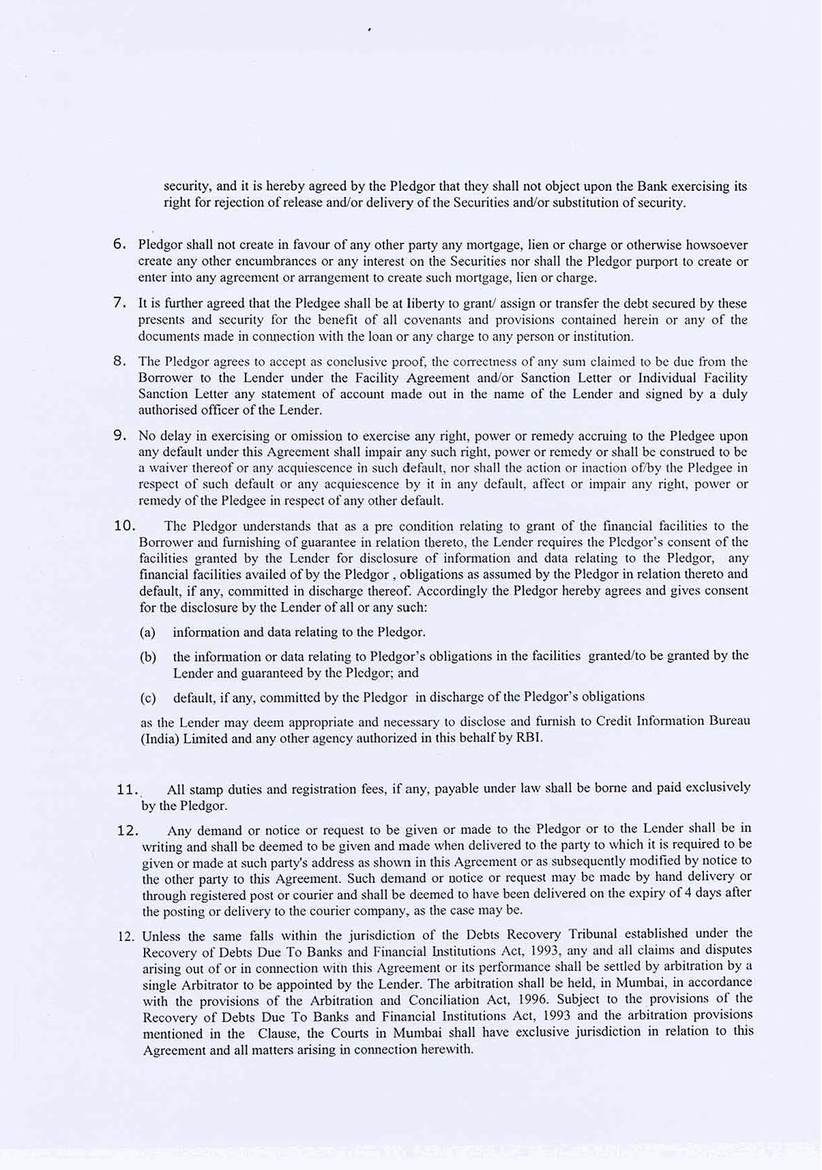 security, and it is hereby agreed by the Pledgor that they shall not object upon the Bank exercising its
right for rejection of release and/or delivery of the Securities and/or substitution of security.
6. Pledgor shall not create in favour of any other party any mortgage, lien or charge or otherwise howsoever
create any other encumbrances or any interest on the Securities nor shall the Pledgor purport to create or
enter into any agreement or arrangement to create such mortgage, lien or charge.
7. It is further agreed that the Pledgee shall be at liberty to grant/ assign or transfer the debt secured by these
presents and security for the benefit of all covenants and provisions contained herein or any of the
documents made in connection with the loan or any charge to any person or institution.
8. The Pledgor agrees to accept as conclusive proof, the correctness of any sum claimed to be due from the
Borrower to the Lender under the Facility Agreement and/or Sanction Letter or Individual Facility
Sanction Letter any statement of account made out in the name of the Lender and signed by a duly
authorised officer of the Lender.
9. No delay in exercising or omission to exercise any right, power or remedy accruing to the Pledgee upon
any default under this Agreement shall impair any such right, power or remedy or shall be construed to be
a waiver thereof or any acquiescence in such default, nor shall the action or inaction of/by the Pledgee in
respect of such default or any acquiescence by it in any default, affect or impair any right, power or
remedy of the Pledgee in respect of any other default.
10. The Pledgor understands that as a pre condition relating to grant of the financial facilities to the
Borrower and furnishing of guarantee in relation thereto, the Lender requires the Pledgor's consent of the
facilities granted by the Lender for disclosure of information and data relating to the Pledgor, any
financial facilities availed of by the Pledgor , obligations as assumed by the Pledgor in relation thereto and
default, if any, committed in discharge thereof. Accordingly the Pledgor hereby agrees and gives consent
for the disclosure by the Lender of all or any such:
(a) information and data relating to the Pledgor.
(b) the information or data relating to Pledgor's obligations in the facilities granted/to be granted by the
Lender and guaranteed by the Pledgor; and
(c) default, if any, committed by the Pledgor in discharge of the Pledgor's obligations
as the Lender may deem appropriate and necessary to disclose and furnish to Credit Information Bureau
(India) Limited and any other agency authorized in this behalf by RBI.
11. All stamp duties and registration fees, if any, payable under law shall be borne and paid exclusively
by the Pledgor.
12. Any demand or notice or request to be given or made to the Pledgor or to the Lender shall be in
writing and shall be deemed to be given and made when delivered to the party to which it is required to be
given or made at such party's address as shown in this Agreement or as subsequently modified by notice to
the other party to this Agreement. Such demand or notice or request may be made by hand delivery or
through registered post or courier and shall be deemed to have been delivered on the expiry of 4 days after
the posting or delivery to the courier company, as the case may be.
12. Unless the same falls within the jurisdiction of the Debts Recovery Tribunal established under the
Recovery of Debts Due To Banks and Financial Institutions Act, 1993, any and all claims and disputes
arising out of or in connection with this Agreement or its performance shall be settled by arbitration by a
single Arbitrator to be appointed by the Lender. The arbitration shall be held, in Mumbai, in accordance
with the provisions of the Arbitration and Conciliation Act, 1996. Subject to the provisions of the
Recovery of Debts Due To Banks and Financial Institutions Act, 1993 and the arbitration provisions
mentioned in the Clause, the Courts in Mumbai shall have exclusive jurisdiction in relation to this
Agreement and all matters arising in connection herewith.